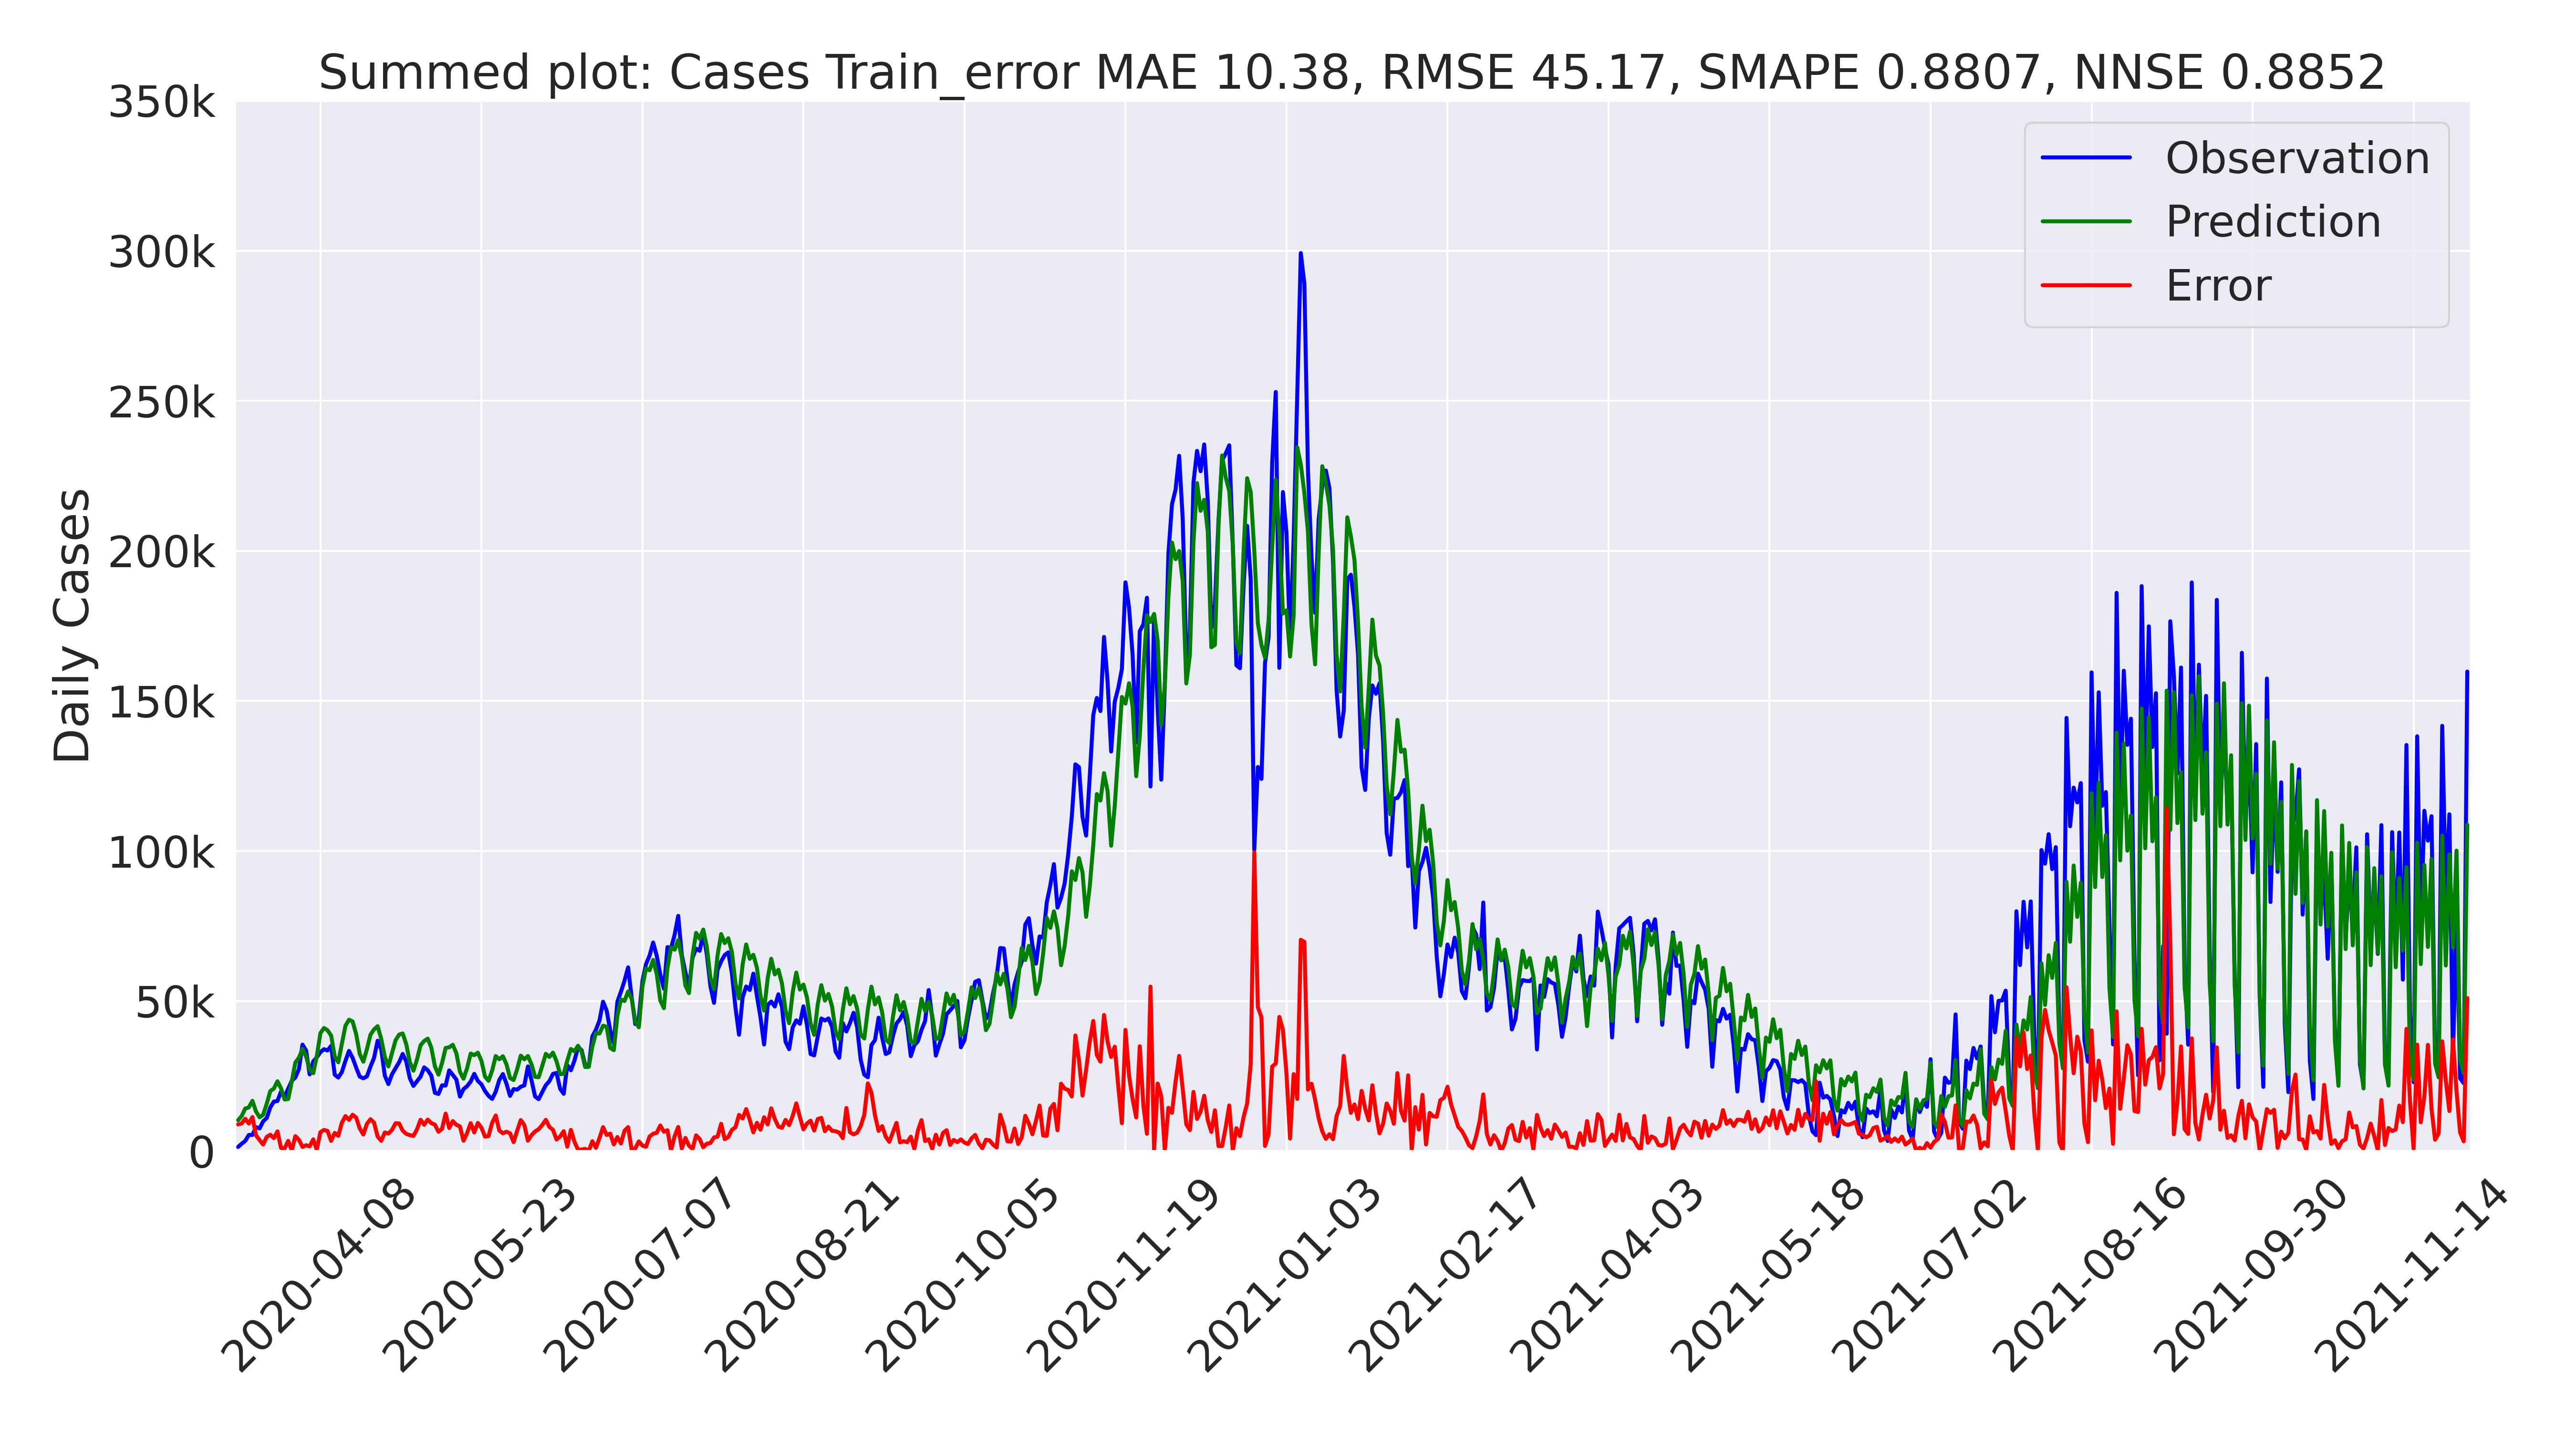 Summed plot: Cases Train_error MAE 10.38, RMSE 45.17, SMAPE 0.8807, NNSE 0.8852
350k
300k
250k
200k
150k
100k
50k
0
Daily Cases
Observation
Prediction
Error
2020-04-08
2020-05-23
2020-07-07
2020-08-21
2020-10-05
2020-11-19
2021-01-03
2021-02-17
2021-04-03
2021-05-18
2021-07-02
2021-08-16
2021-09-30
2021-11-14